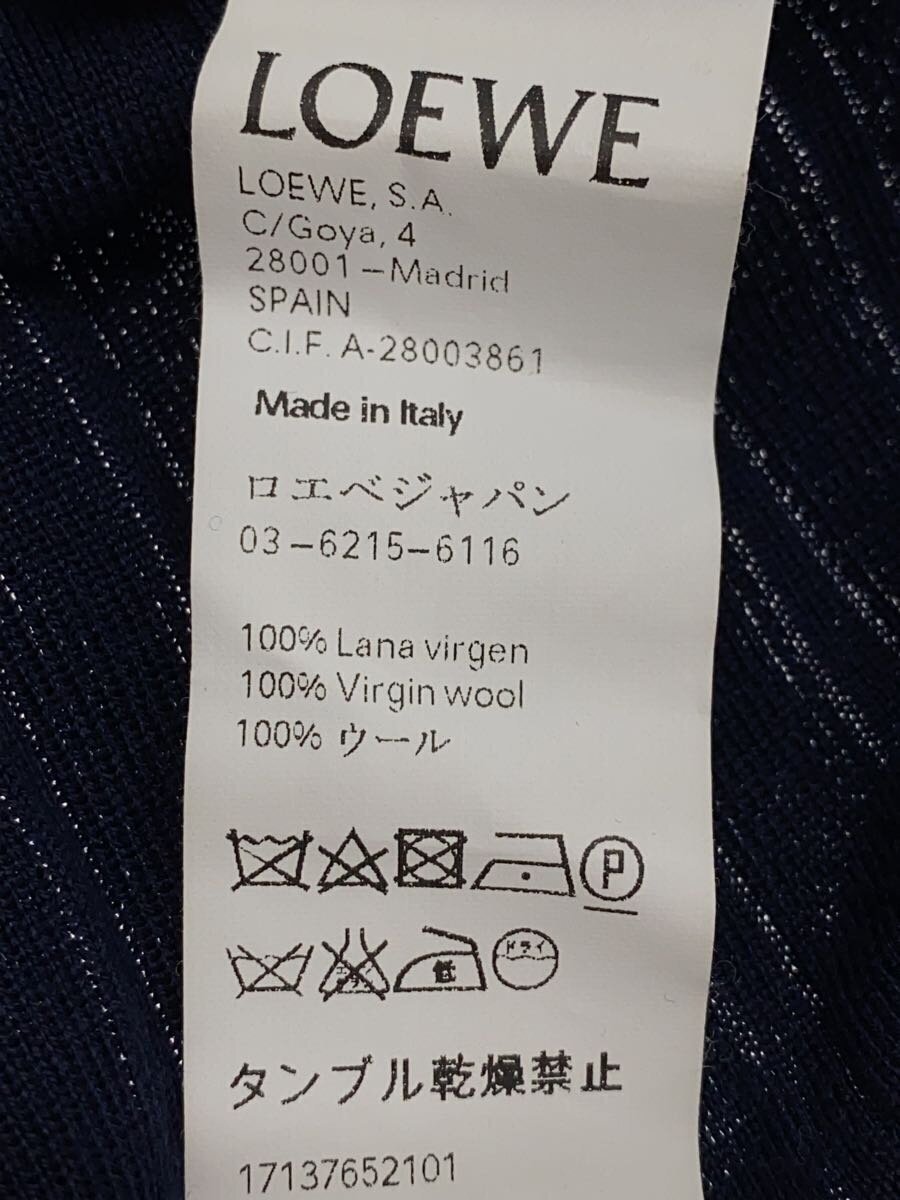 LOEWE
LOEWE, S.A.
C/Goya, 4
28001 –Madrid
SPAIN
C.I.F. A-28003861
Made in Italy
ロエベジャパン
03–6215–6116
100% Lana virgen
100% Virgin wool
100% ウール
P
低 ドライ
タンブル乾燥禁止
17137652101